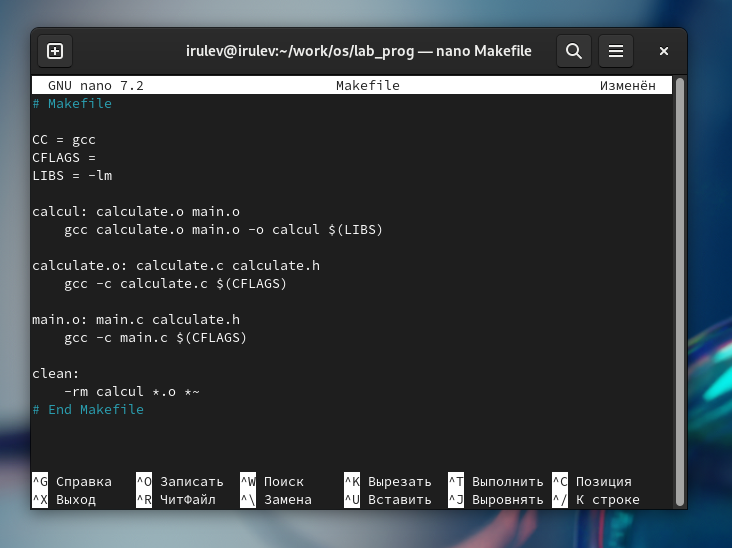 irulev@irulev:~/work/os/lab_prog — nano Makefile
GNU nano 7.2 Makefile Изменён
# Makefile
CC = gcc
CFLAGS =
LIBS = -lm
calcul: calculate.o main.o
    gcc calculate.o main.o -o calcul $(LIBS)
calculate.o: calculate.c calculate.h
    gcc -c calculate.c $(CFLAGS)
main.o: main.c calculate.h
    gcc -c main.c $(CFLAGS)
clean:
    -rm calcul *.o *~
# End Makefile
^G Справка ^O Записать ^W Поиск ^K Вырезать ^T Выполнить ^C Позиция
^X Выход ^R ЧитФайл ^\ Замена ^U Вставить ^J Выровнять ^/ К строке